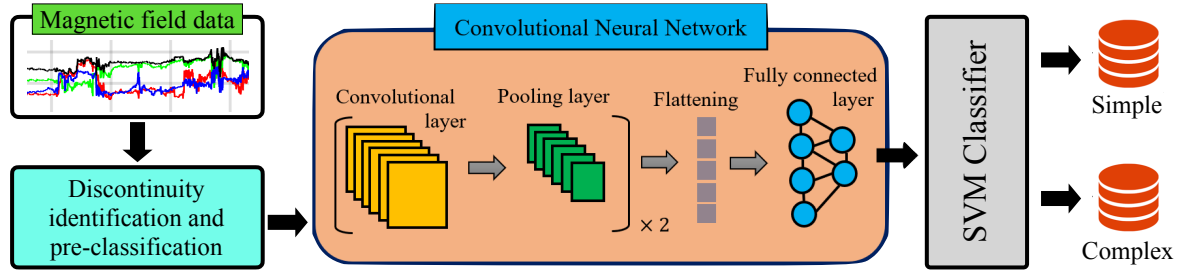 Magnetic field data
Discontinuity
identification and
pre-classification
Convolutional Neural Network
Convolutional
layer
Pooling layer
× 2
Flattening
Fully connected
layer
SVM Classifier
Simple
Complex